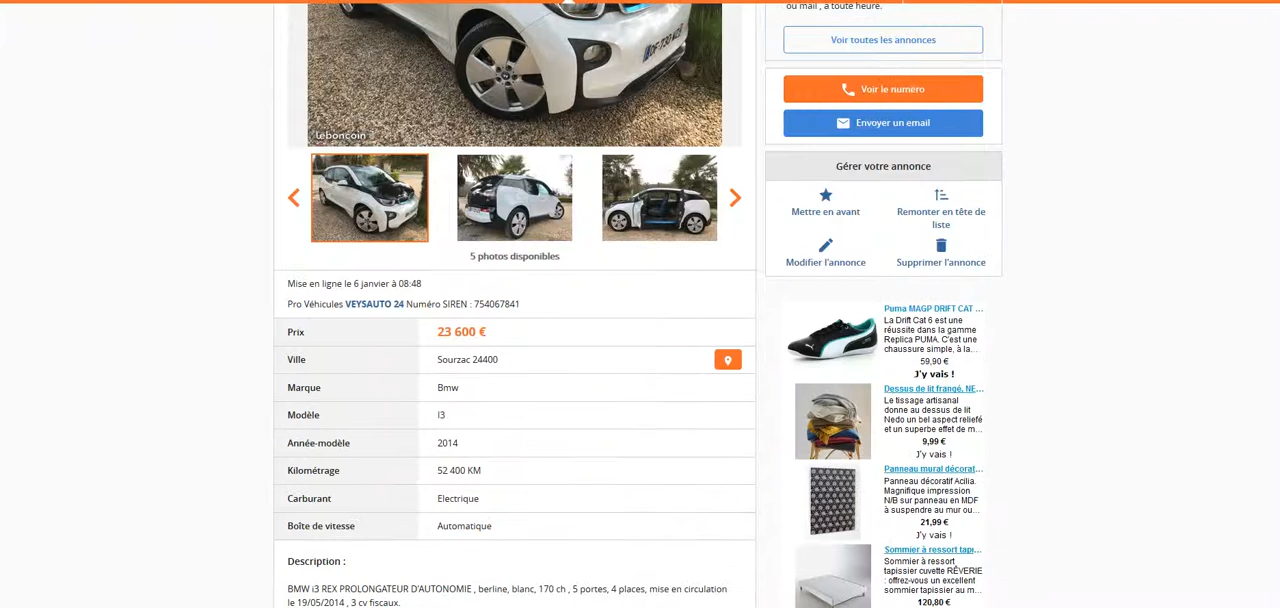 ou mail , à toute heure.
Voir toutes les annonces
Voir le numéro
Envoyer un email
Gérer votre annonce
Mettre en avant
Remonter en tête de
liste
Modifier l'annonce
Supprimer l'annonce
leboncoin
5 photos disponibles
Mise en ligne le 6 janvier à 08:48
Pro Véhicules VEYSAUTO 24 Numéro SIREN : 754067841
Prix 23 600 €
Ville Sourzac 24400
Marque Bmw
Modèle I3
Année-modèle 2014
Kilométrage 52 400 KM
Carburant Electrique
Boîte de vitesse Automatique
Description :
BMW i3 REX PROLONGATEUR D'AUTONOMIE , berline, blanc, 170 ch , 5 portes, 4 places, mise en circulation
le 19/05/2014 , 3 cv fiscaux.
Puma MAGP DRIFT CAT ...
La Drift Cat 6 est une
réussite dans la gamme
Replica PUMA. C'est une
chaussure simple, à la...
59,90 €
J'y vais !
Dessus de lit frangé, NE...
Le tissage artisanal
donne au dessus de lit
Nedo un bel aspect reliefé
et un superbe effet de m...
9,99 €
J'y vais !
Panneau mural décorat...
Panneau décoratif Acilia.
Magnifique impression
N/B sur panneau en MDF
à suspendre au mur ou...
21,99 €
J'y vais !
Sommier à ressort tapi...
Sommier à ressort
tapissier cuvette RÊVERIE
: offrez-vous un excellent
sommier tapissier au m...
120,80 €